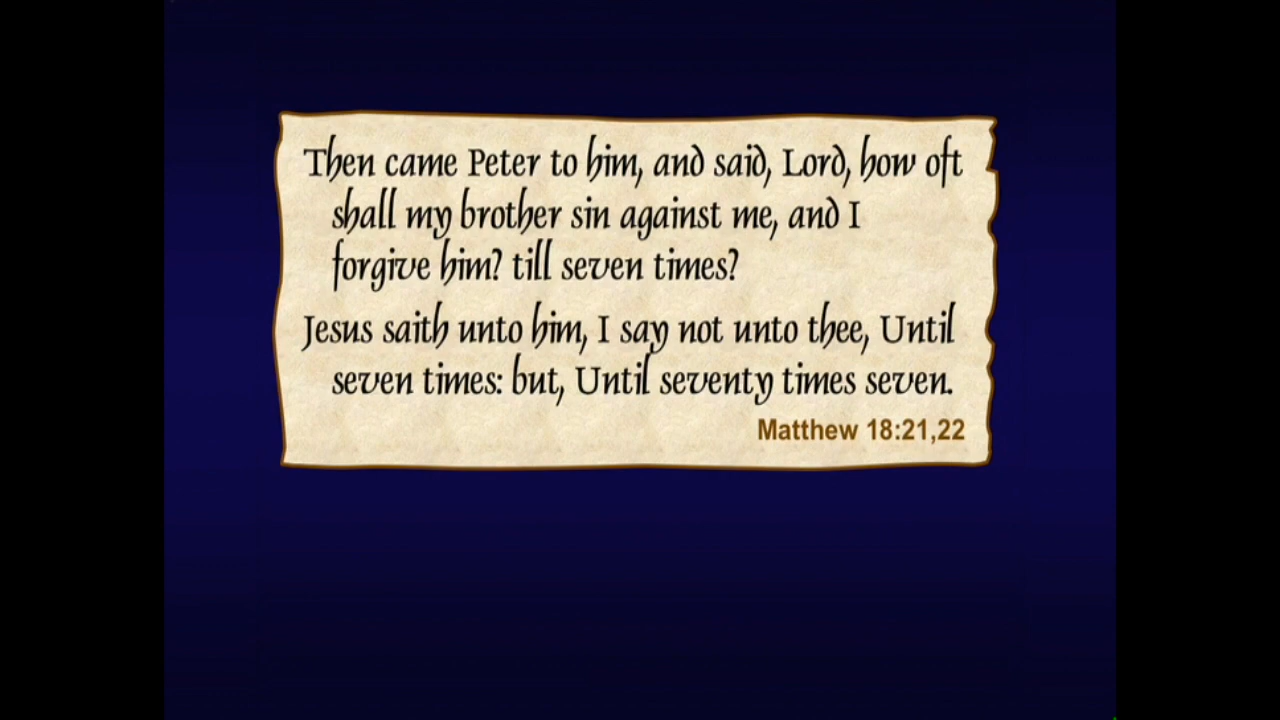 Then came Peter to him, and said, Lord, how oft
shall my brother sin against me, and I
forgive him? till seven times?
Jesus saith unto him, I say not unto thee, Until
seven times: but, Until seventy times seven.
Matthew 18:21,22